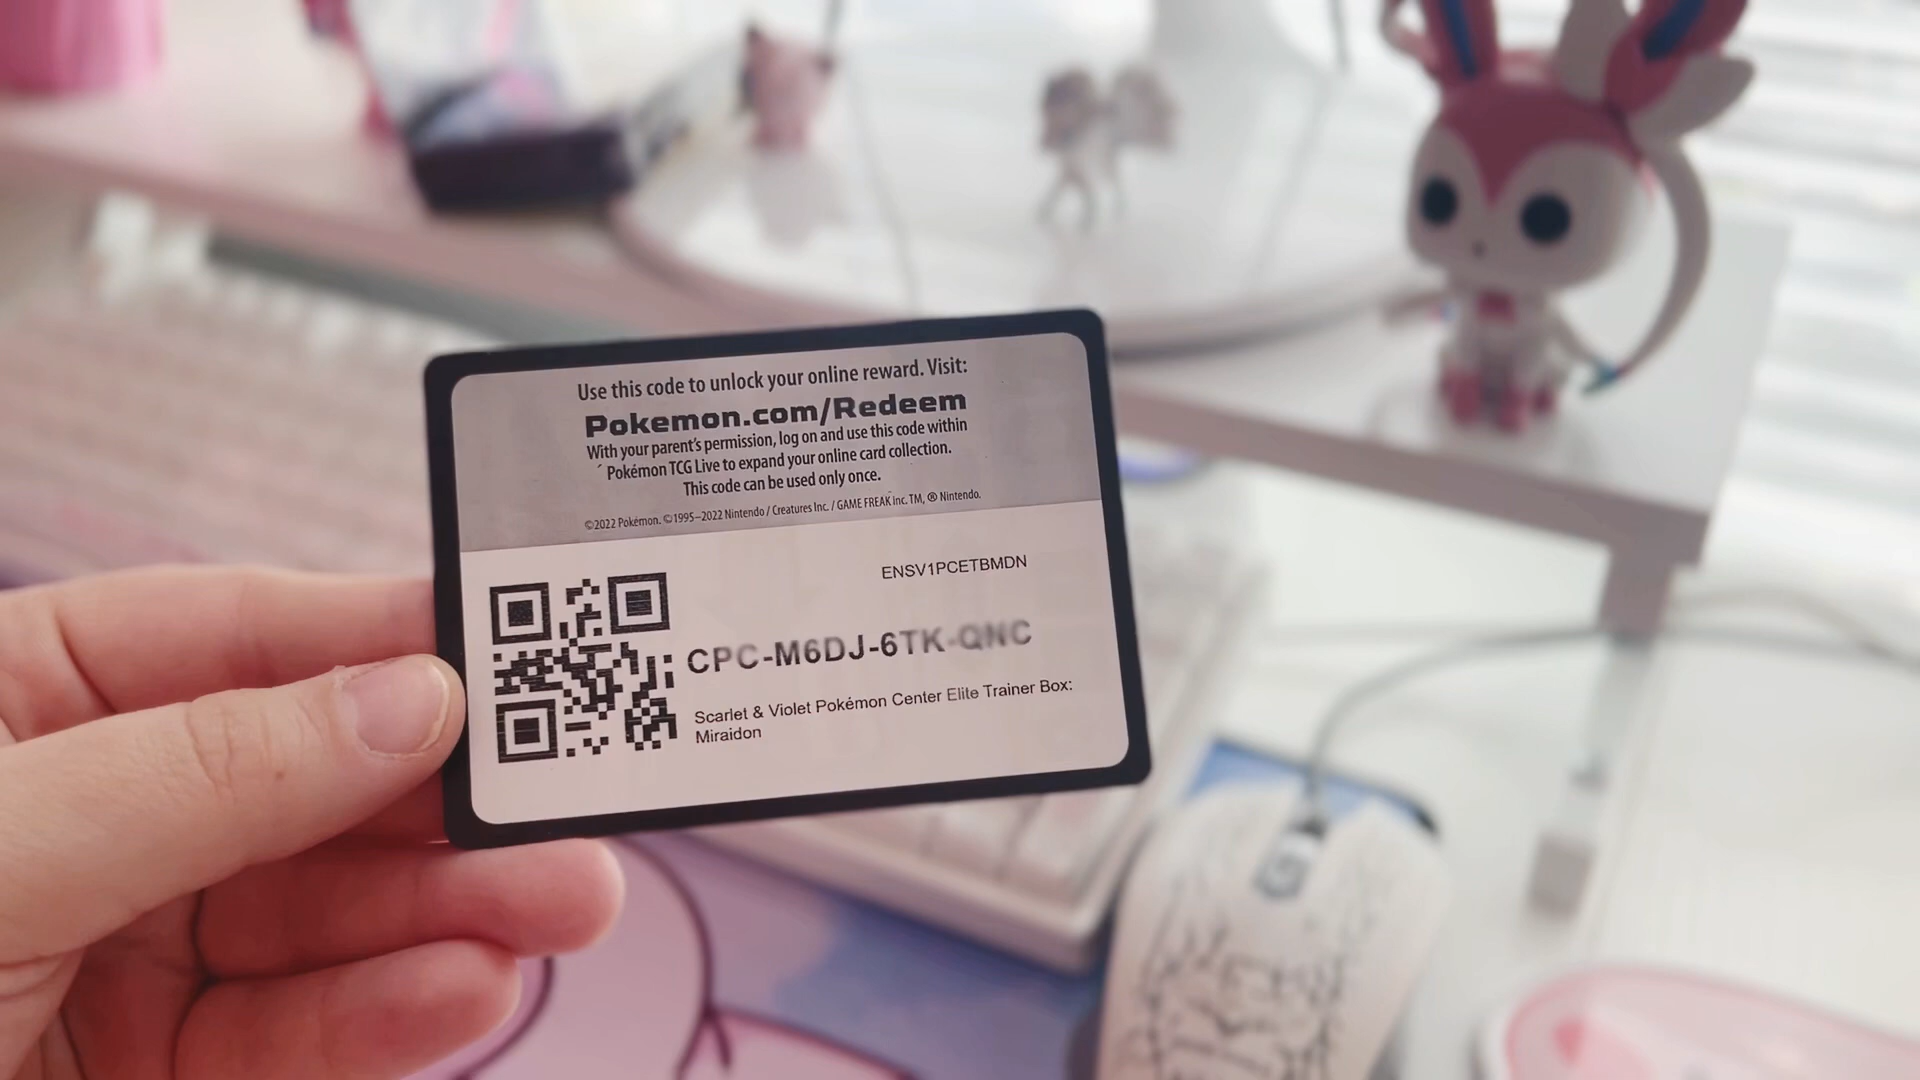 Use this code to unlock your online reward. Visit:
Pokemon.com/Redeem
With your parent's permission, log on and use this code within
Pokémon TCG Live to expand your online card collection.
This code can be used only once.
©2022 Pokémon. ©1995–2022 Nintendo / Creatures Inc. / GAME FREAK inc. TM, ® Nintendo.
ENSV1PCETBMDN
CPC-M6DJ-6TK-QNC
Scarlet & Violet Pokémon Center Elite Trainer Box:
Miraidon